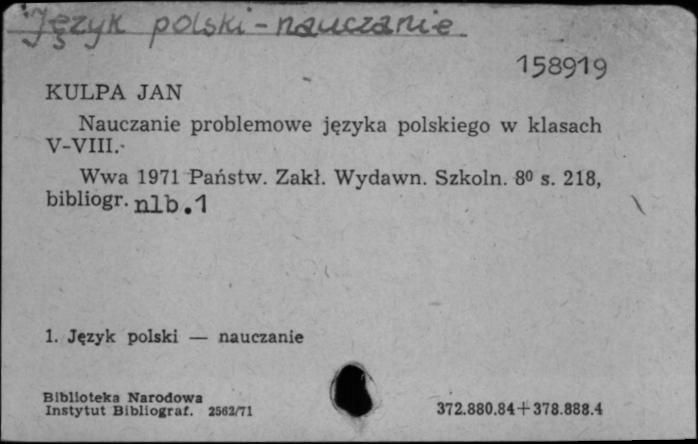 Język polski - nauczanie
158919
KULPA JAN
Nauczanie problemowe języka polskiego w klasach
V-VIII.
Wwa 1971 Państw. Zakł. Wydawn. Szkoln. 8⁰ s. 218,
bibliogr. nlb.1
1. Język polski — nauczanie
Biblioteka Narodowa
Instytut Bibliograf. 2562/71
372.880.84+378.888.4